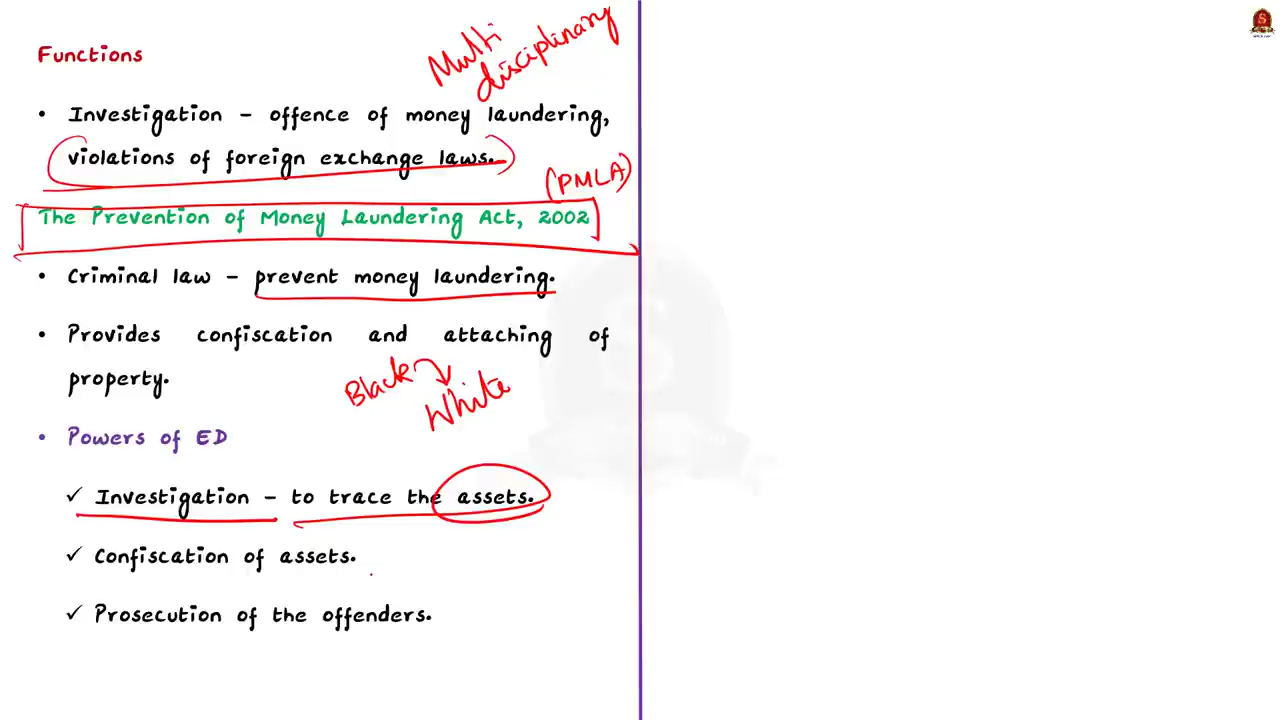 Functions
Multi
disciplinary
• Investigation – offence of money laundering,
violations of foreign exchange laws.
(PMLA)
The Prevention of Money Laundering Act, 2002
• Criminal law – prevent money laundering.
• Provides confiscation and attaching of
property.
Black
White
• Powers of ED
✓ Investigation – to trace the assets.
✓ Confiscation of assets.
✓ Prosecution of the offenders.